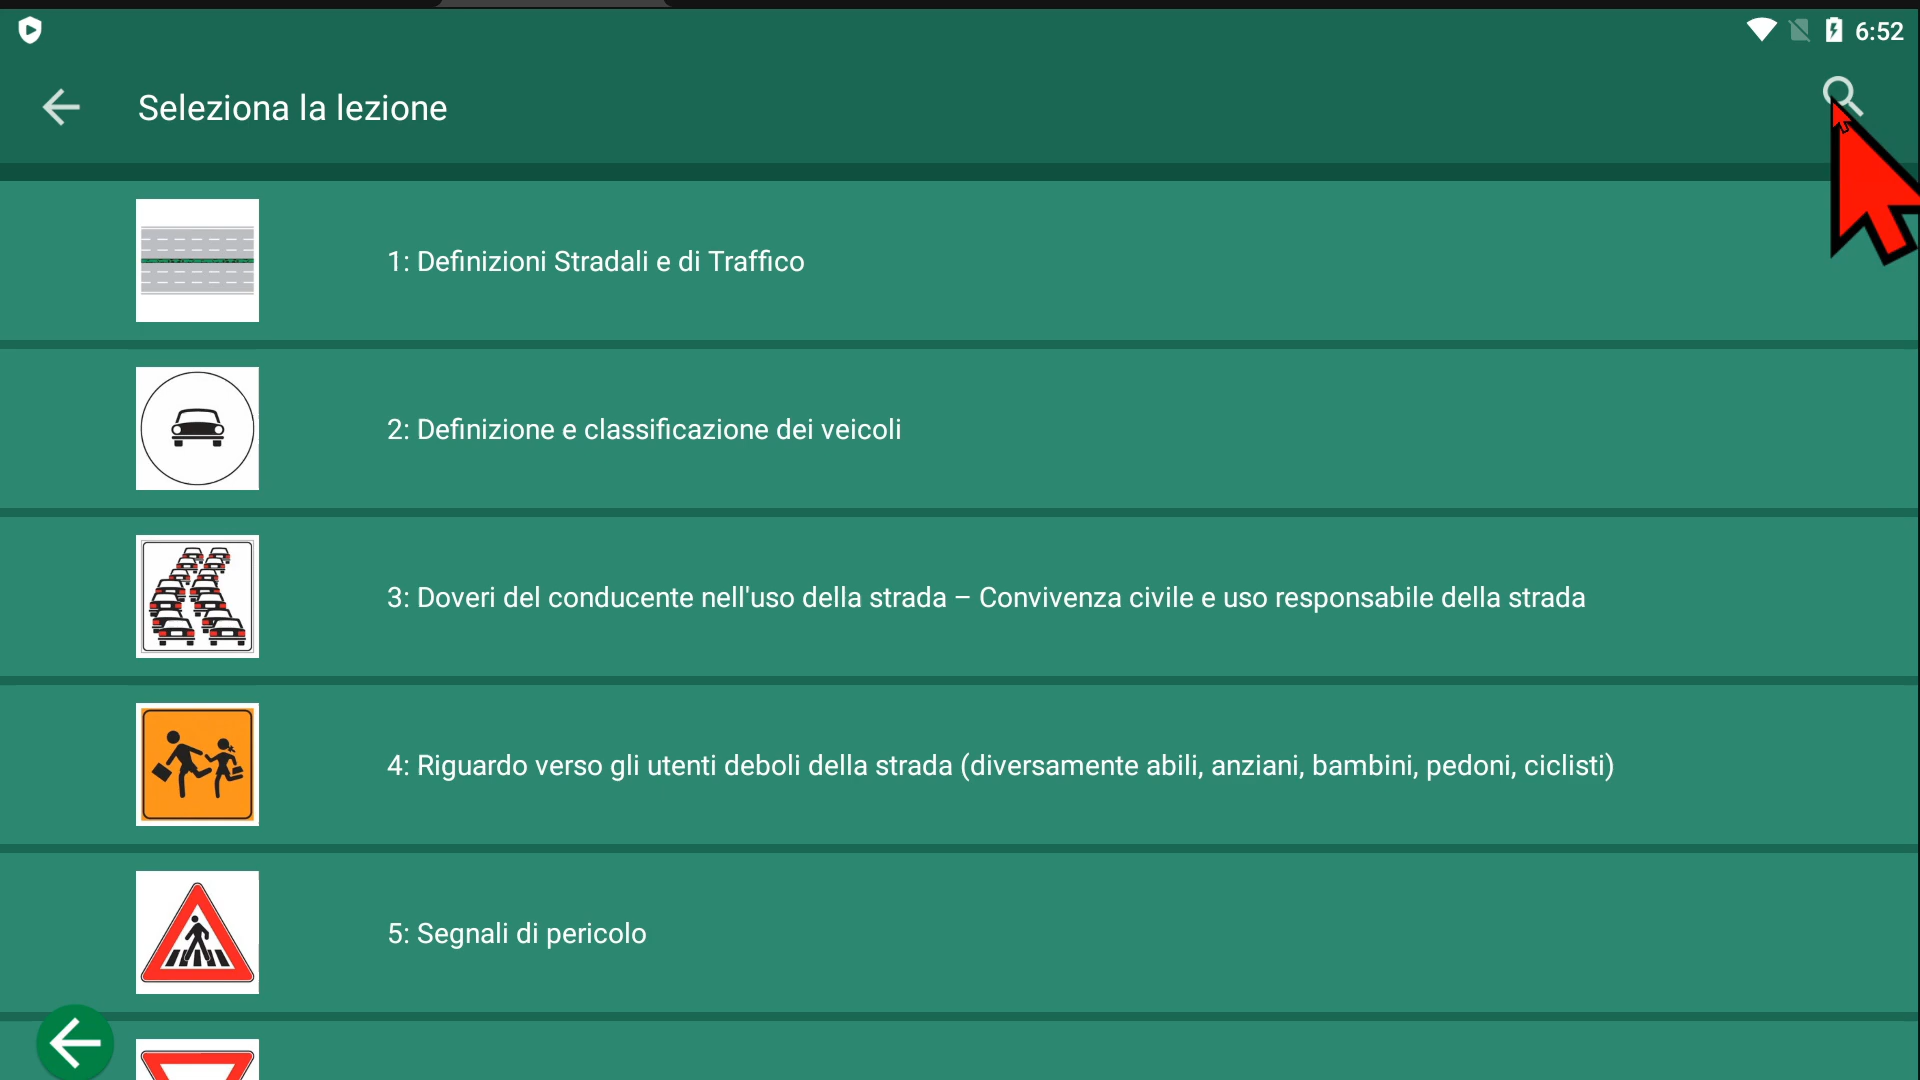 6:52
Seleziona la lezione
1: Definizioni Stradali e di Traffico
2: Definizione e classificazione dei veicoli
3: Doveri del conducente nell'uso della strada – Convivenza civile e uso responsabile della strada
4: Riguardo verso gli utenti deboli della strada (diversamente abili, anziani, bambini, pedoni, ciclisti)
5: Segnali di pericolo